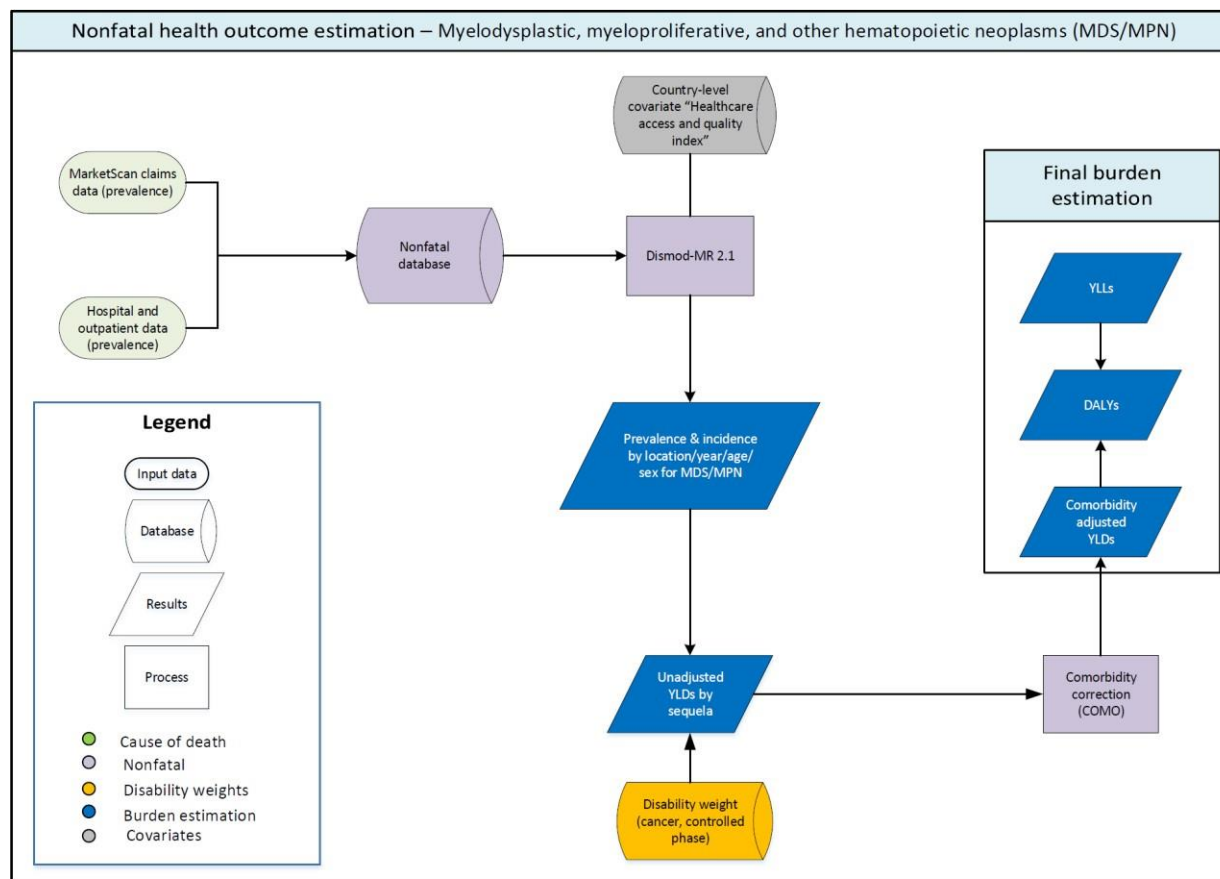 Nonfatal health outcome estimation – Myelodysplastic, myeloproliferative, and other hematopoietic neoplasms (MDS/MPN)
Country-level
covariate “Healthcare
access and quality
index”
MarketScan claims
data (prevalence)
Hospital and
outpatient data
(prevalence)
Nonfatal
database
Dismod-MR 2.1
Prevalence & incidence
by location/year/age/
sex for MDS/MPN
Unadjusted
YLDs by
sequela
Disability weight
(cancer, controlled
phase)
Comorbidity
correction
(COMO)
Final burden
estimation
YLLs
DALYs
Comorbidity
adjusted
YLDs
Legend
Input data
Database
Results
Process
Cause of death
Nonfatal
Disability weights
Burden estimation
Covariates